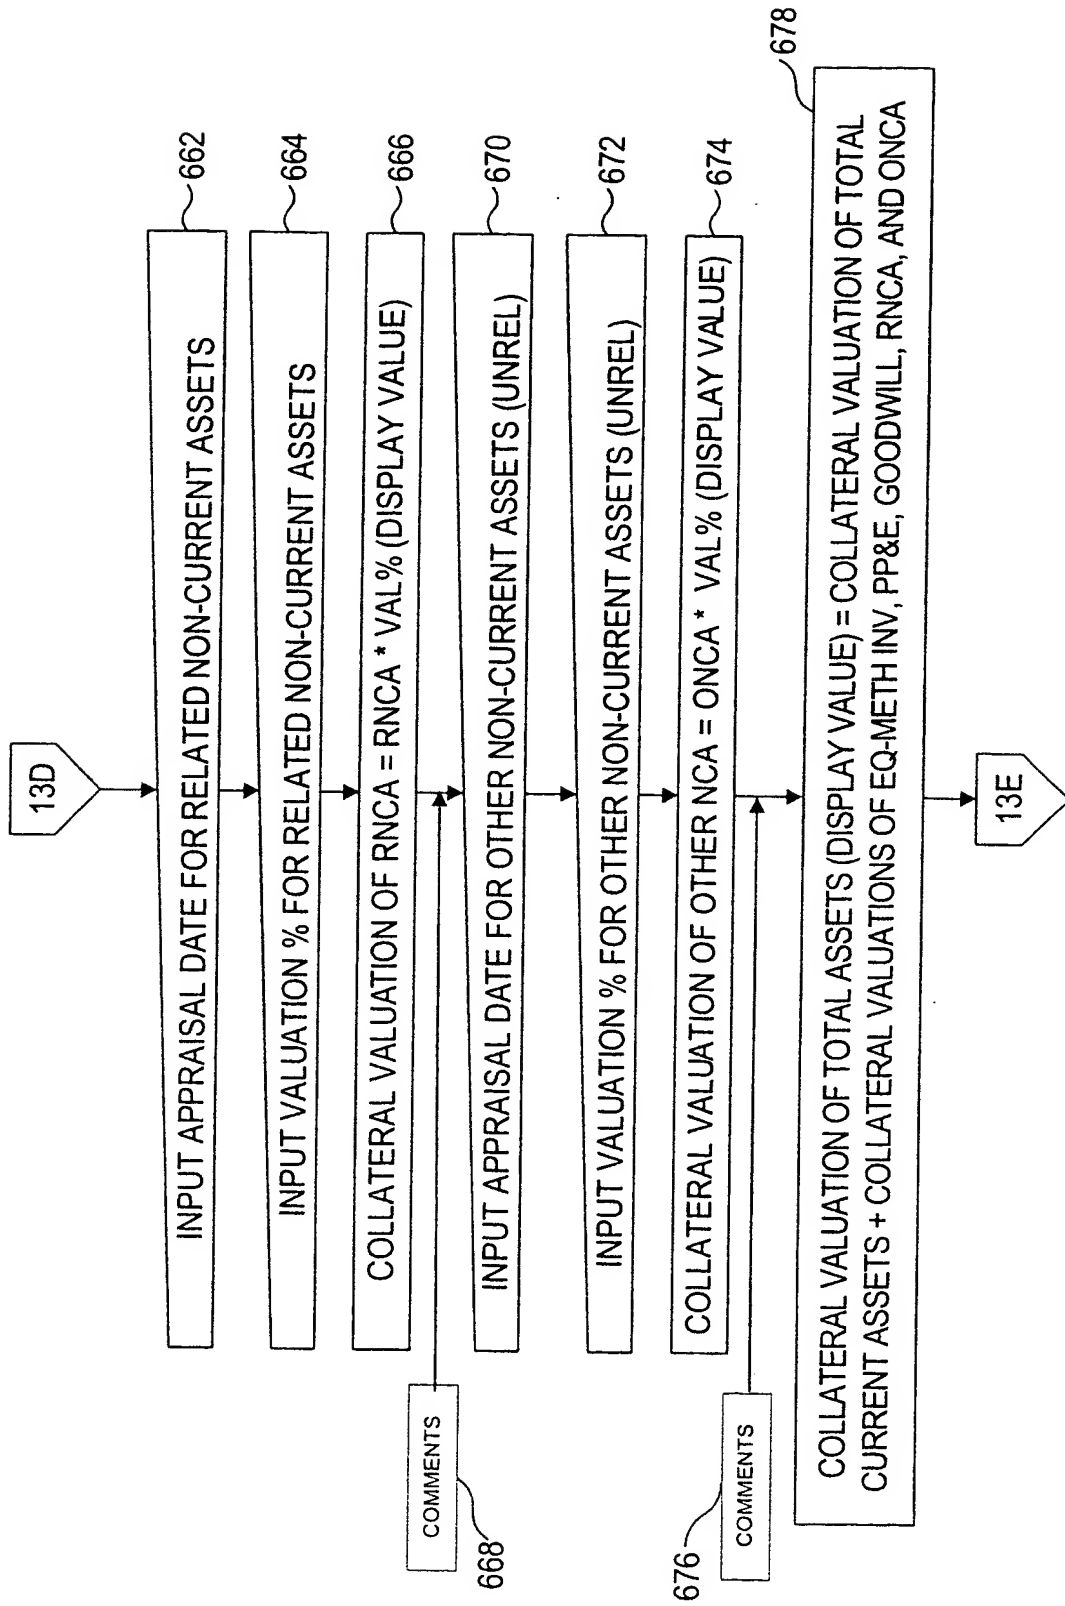 13D
INPUT APPRAISAL DATE FOR RELATED NON-CURRENT ASSETS
662
INPUT VALUATION % FOR RELATED NON-CURRENT ASSETS
664
COLLATERAL VALUATION OF RNCA = RNCA * VAL% (DISPLAY VALUE)
666
COMMENTS
668
INPUT APPRAISAL DATE FOR OTHER NON-CURRENT ASSETS (UNREL)
670
INPUT VALUATION % FOR OTHER NON-CURRENT ASSETS (UNREL)
672
COLLATERAL VALUATION OF OTHER NCA = ONCA* VAL% (DISPLAY VALUE)
674
COMMENTS
676
COLLATERAL VALUATION OF TOTAL ASSETS (DISPLAY VALUE) = COLLATERAL VALUATION OF TOTAL
CURRENT ASSETS + COLLATERAL VALUATIONS OF EQ-METH INV, PP&E, GOODWILL, RNCA, AND ONCA
678
13E